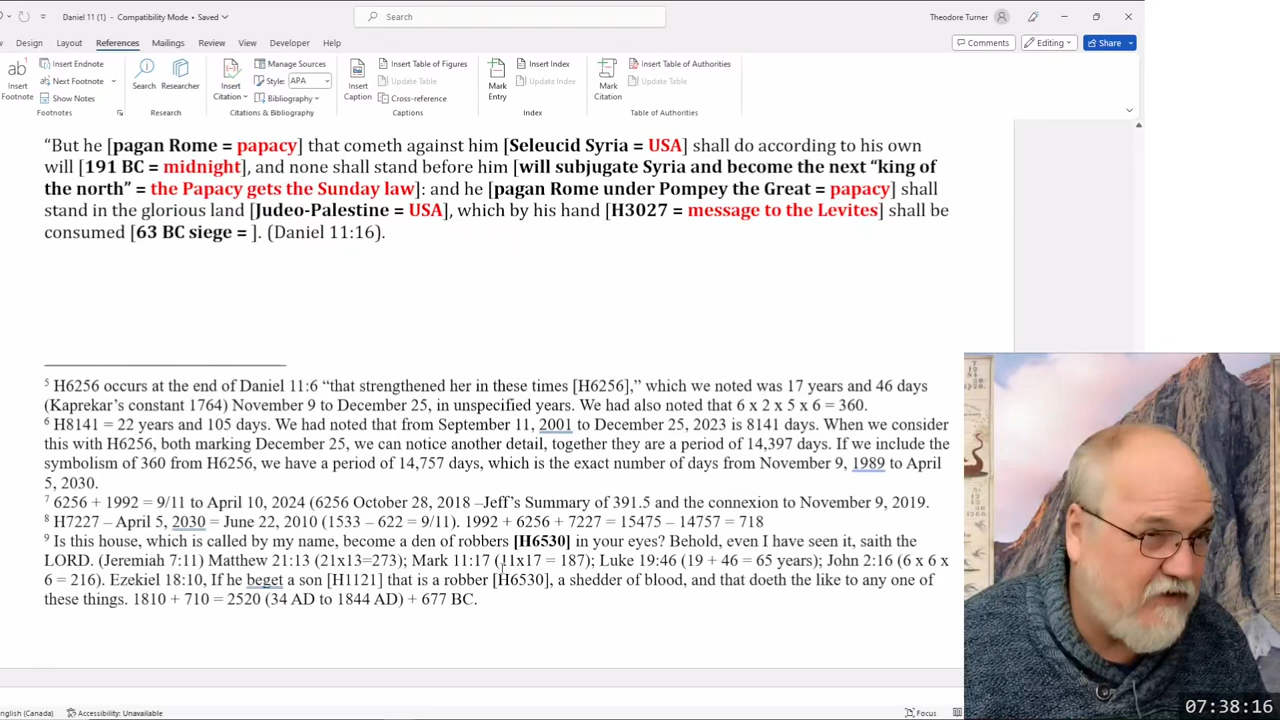 Daniel 11 (1) - Compatibility Mode • Saved
Search
Theodore Turner
Design Layout References Mailings Review View Developer Help
Comments Editing Share
Insert Footnote
Insert Endnote
Next Footnote
Show Notes
Footnotes
Search
Researcher
Research
Insert Citation
Manage Sources
Style: APA
Bibliography
Citations & Bibliography
Insert Caption
Insert Table of Figures
Update Table
Cross-reference
Captions
Mark Entry
Insert Index
Update Index
Index
Mark Citation
Insert Table of Authorities
Update Table
Table of Authorities
“But he [pagan Rome = papacy] that cometh against him [Seleucid Syria = USA] shall do according to his own
will [191 BC = midnight], and none shall stand before him [will subjugate Syria and become the next “king of
the north” = the Papacy gets the Sunday law]: and he [pagan Rome under Pompey the Great = papacy] shall
stand in the glorious land [Judeo-Palestine = USA], which by his hand [H3027 = message to the Levites] shall be
consumed [63 BC siege = ]. (Daniel 11:16).
5 H6256 occurs at the end of Daniel 11:6 “that strengthened her in these times [H6256],” which we noted was 17 years and 46 days
(Kaprekar’s constant 1764) November 9 to December 25, in unspecified years. We had also noted that 6 x 2 x 5 x 6 = 360.
6 H8141 = 22 years and 105 days. We had noted that from September 11, 2001 to December 25, 2023 is 8141 days. When we consider
this with H6256, both marking December 25, we can notice another detail, together they are a period of 14,397 days. If we include the
symbolism of 360 from H6256, we have a period of 14,757 days, which is the exact number of days from November 9, 1989 to April
5, 2030.
7 6256 + 1992 = 9/11 to April 10, 2024 (6256 October 28, 2018 –Jeff’s Summary of 391.5 and the connexion to November 9, 2019.
8 H7227 – April 5, 2030 = June 22, 2010 (1533 – 622 = 9/11). 1992 + 6256 + 7227 = 15475 – 14757 = 718
9 Is this house, which is called by my name, become a den of robbers [H6530] in your eyes? Behold, even I have seen it, saith the
LORD. (Jeremiah 7:11) Matthew 21:13 (21x13=273); Mark 11:17 (11x17 = 187); Luke 19:46 (19 + 46 = 65 years); John 2:16 (6 x 6 x
6 = 216). Ezekiel 18:10, If he beget a son [H1121] that is a robber [H6530], a shedder of blood, and that doeth the like to any one of
these things. 1810 + 710 = 2520 (34 AD to 1844 AD) + 677 BC.
English (Canada) Accessibility: Unavailable
Focus
07:38:16